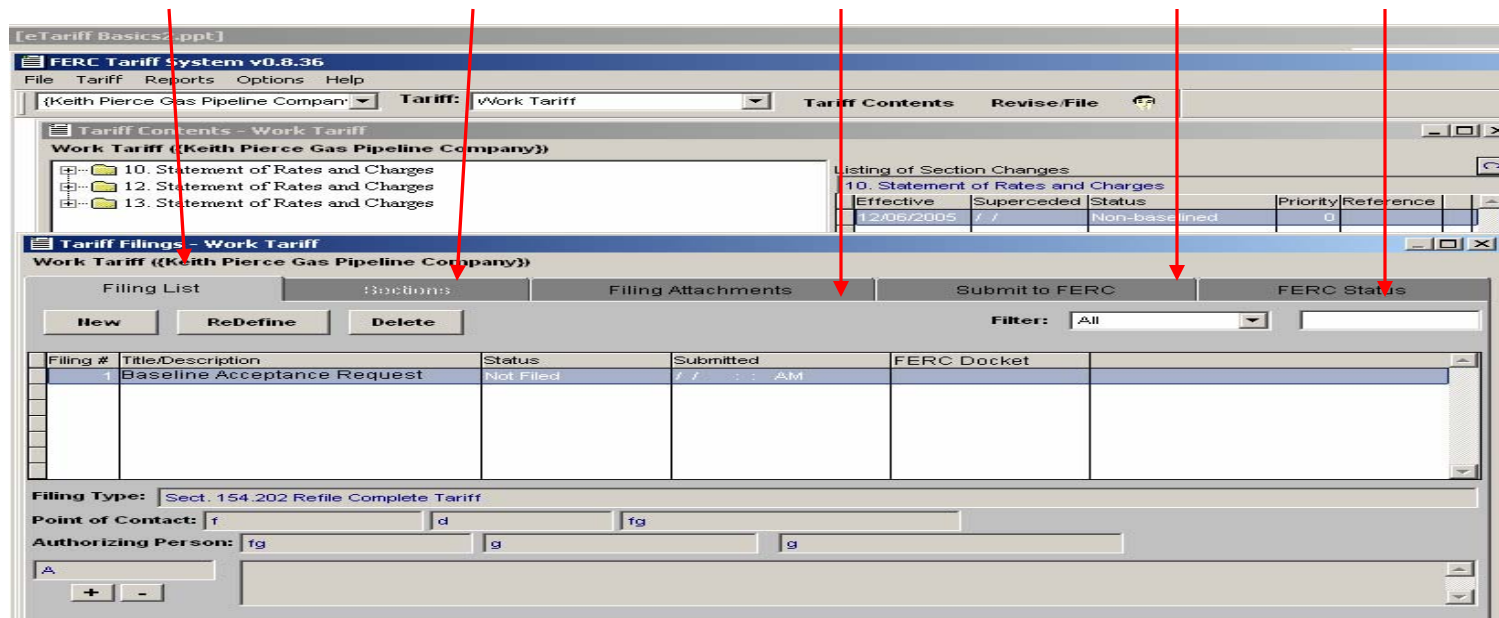 [eTariff Basics2.ppt]
FERC Tariff System v0.8.36
File Tariff Reports Options Help
{Keith Pierce Gas Pipeline Compan Tariff: Work Tariff Tariff Contents Revise/File
Tariff Contents - Work Tariff
Work Tariff ({Keith Pierce Gas Pipeline Company})
10. Statement of Rates and Charges
12. Statement of Rates and Charges
13. Statement of Rates and Charges
Listing of Section Changes
10. Statement of Rates and Charges
Effective Superceded Status Priority Reference
12/06/2005 / / Non-baselined 0
Tariff Filings - Work Tariff
Work Tariff ({Keith Pierce Gas Pipeline Company})
Filing List Sections Filing Attachments Submit to FERC FERC Status
New ReDefine Delete Filter: All
Filing # Title/Description Status Submitted FERC Docket
1 Baseline Acceptance Request Not Filed / / : : AM
Filing Type: Sect. 154.202 Refile Complete Tariff
Point of Contact: f d fg
Authorizing Person: fg g g
A
+ -